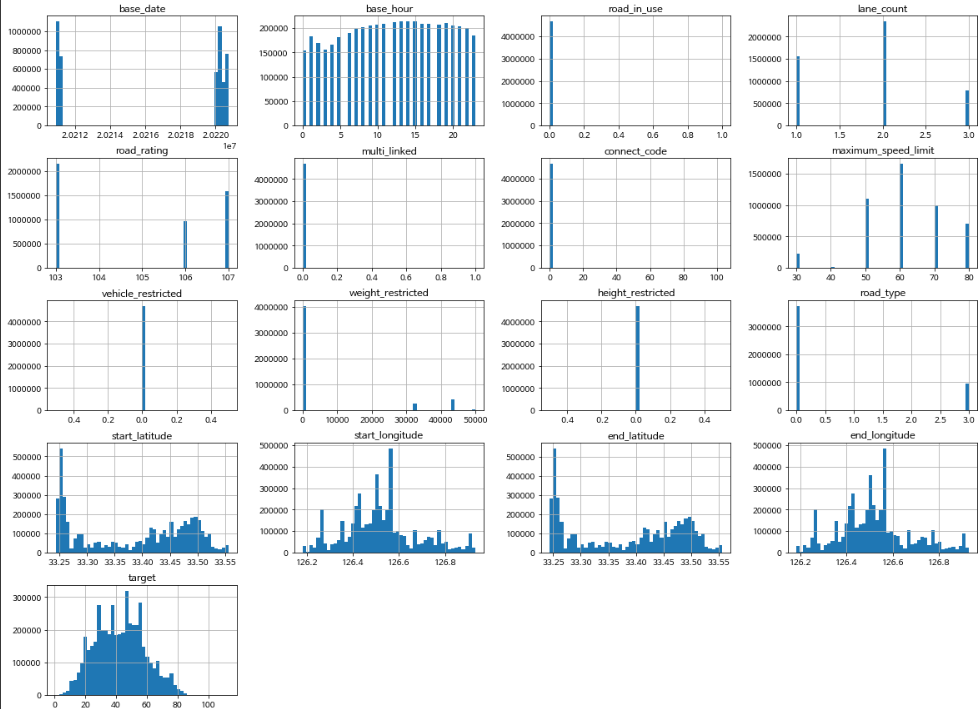 base_date
1000000
800000
600000
400000
200000
0
2.0212 2.0214 2.0216 2.0218 2.0220
1e7
base_hour
200000
150000
100000
50000
0
0 5 10 15 20
road_in_use
4000000
3000000
2000000
1000000
0
0.0 0.2 0.4 0.6 0.8 1.0
lane_count
2000000
1500000
1000000
500000
0
1.0 1.5 2.0 2.5 3.0
road_rating
2000000
1500000
1000000
500000
0
103 104 105 106 107
multi_linked
4000000
3000000
2000000
1000000
0
0.0 0.2 0.4 0.6 0.8 1.0
connect_code
4000000
3000000
2000000
1000000
0
0 20 40 60 80 100
maximum_speed_limit
1500000
1000000
500000
0
30 40 50 60 70 80
vehicle_restricted
4000000
3000000
2000000
1000000
0
0.4 0.2 0.0 0.2 0.4
weight_restricted
4000000
3000000
2000000
1000000
0
0 10000 20000 30000 40000 50000
height_restricted
4000000
3000000
2000000
1000000
0
0.4 0.2 0.0 0.2 0.4
road_type
3000000
2000000
1000000
0
0.0 0.5 1.0 1.5 2.0 2.5 3.0
start_latitude
500000
400000
300000
200000
100000
0
33.25 33.30 33.35 33.40 33.45 33.50 33.55
start_longitude
500000
400000
300000
200000
100000
0
126.2 126.4 126.6 126.8
end_latitude
500000
400000
300000
200000
100000
0
33.25 33.30 33.35 33.40 33.45 33.50 33.55
end_longitude
500000
400000
300000
200000
100000
0
126.2 126.4 126.6 126.8
target
300000
200000
100000
0
0 20 40 60 80 100